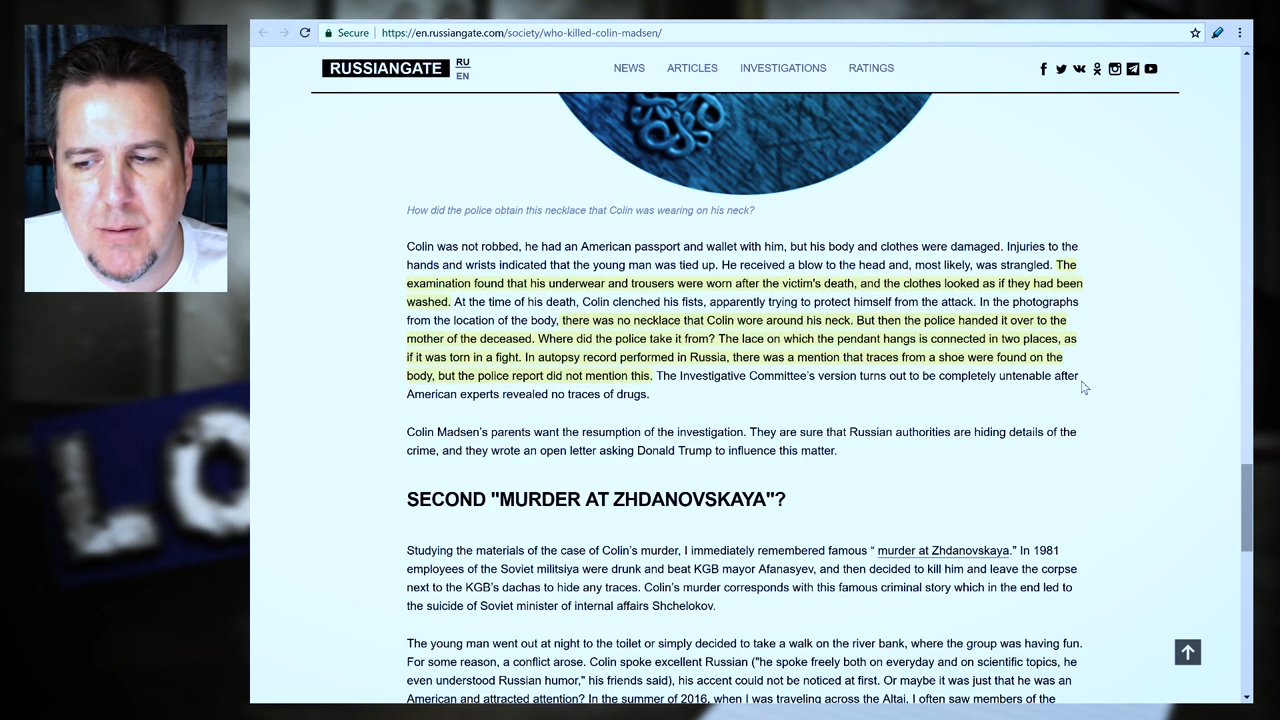 Secure https://en.russiangate.com/society/who-killed-colin-madsen/
RUSSIANGATE
RU
EN
NEWS ARTICLES INVESTIGATIONS RATINGS
How did the police obtain this necklace that Colin was wearing on his neck?
Colin was not robbed, he had an American passport and wallet with him, but his body and clothes were damaged. Injuries to the
hands and wrists indicated that the young man was tied up. He received a blow to the head and, most likely, was strangled. The
examination found that his underwear and trousers were worn after the victim's death, and the clothes looked as if they had been
washed. At the time of his death, Colin clenched his fists, apparently trying to protect himself from the attack. In the photographs
from the location of the body, there was no necklace that Colin wore around his neck. But then the police handed it over to the
mother of the deceased. Where did the police take it from? The lace on which the pendant hangs is connected in two places, as
if it was torn in a fight. In autopsy record performed in Russia, there was a mention that traces from a shoe were found on the
body, but the police report did not mention this. The Investigative Committee's version turns out to be completely untenable after
American experts revealed no traces of drugs.
Colin Madsen's parents want the resumption of the investigation. They are sure that Russian authorities are hiding details of the
crime, and they wrote an open letter asking Donald Trump to influence this matter.
SECOND "MURDER AT ZHDANOVSKAYA"?
Studying the materials of the case of Colin's murder, I immediately remembered famous " murder at Zhdanovskaya." In 1981
employees of the Soviet militsiya were drunk and beat KGB mayor Afanasyev, and then decided to kill him and leave the corpse
next to the KGB's dachas to hide any traces. Colin's murder corresponds with this famous criminal story which in the end led to
the suicide of Soviet minister of internal affairs Shchelokov.
The young man went out at night to the toilet or simply decided to take a walk on the river bank, where the group was having fun.
For some reason, a conflict arose. Colin spoke excellent Russian ("he spoke freely both on everyday and on scientific topics, he
even understood Russian humor," his friends said), his accent could not be noticed at first. Or maybe it was just that he was an
American and attracted attention? In the summer of 2016, when I was traveling across the Altai, I often saw members of the
LO